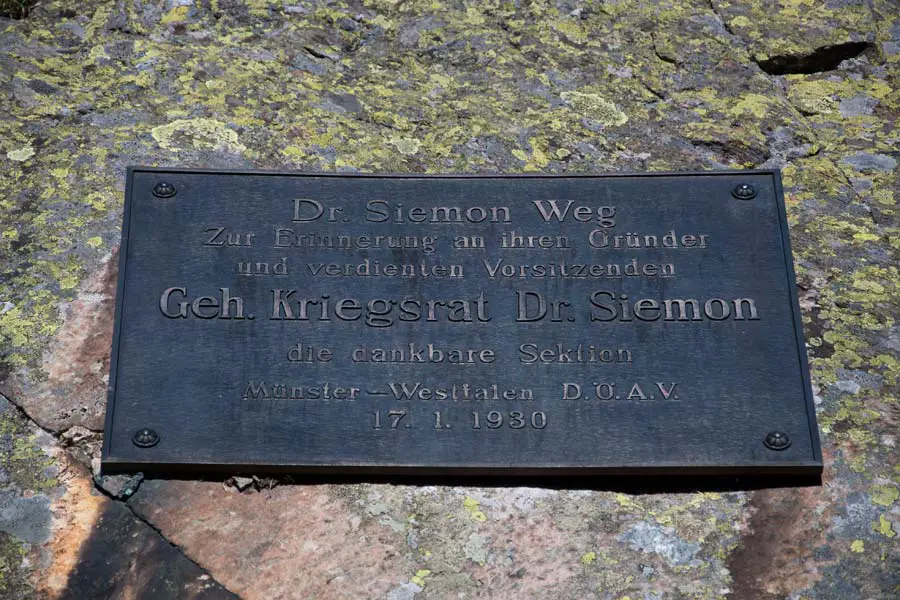 Dr. Siemon Weg
Zur Erinnerung an ihren Gründer
und verdienten Vorsitzenden
Geh. Kriegsrat Dr. Siemon
die dankbare Sektion
Münster-Westfalen D.Ö.A.V.
17. 1. 1930